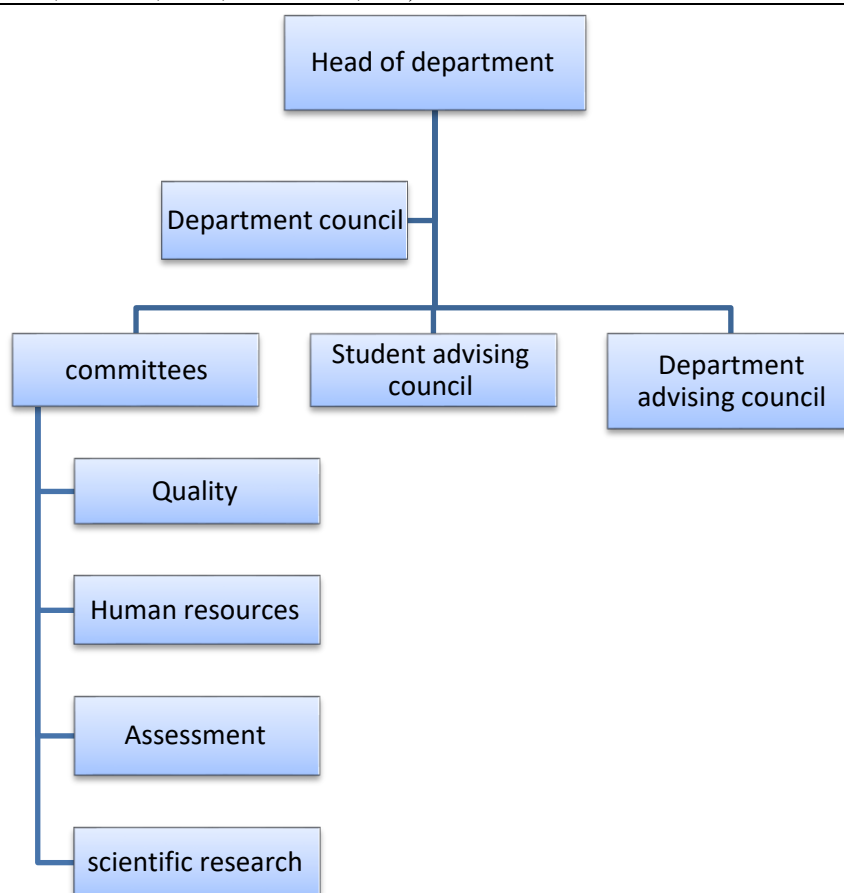 Head of department
Department council
committees
Student advising
council
Department
advising council
Quality
Human resources
Assessment
scientific research